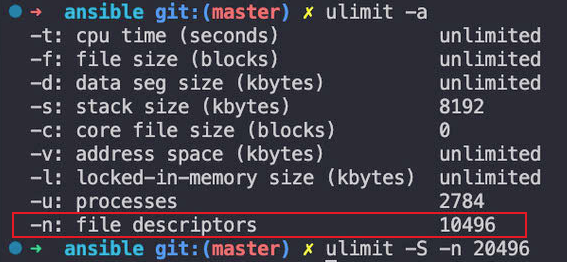 ➜ ansible git:(master) ✗ ulimit -a
-t: cpu time (seconds) unlimited
-f: file size (blocks) unlimited
-d: data seg size (kbytes) unlimited
-s: stack size (kbytes) 8192
-c: core file size (blocks) 0
-v: address space (kbytes) unlimited
-l: locked-in-memory size (kbytes) unlimited
-u: processes 2784
-n: file descriptors 10496
➜ ansible git:(master) ✗ ulimit -S -n 20496